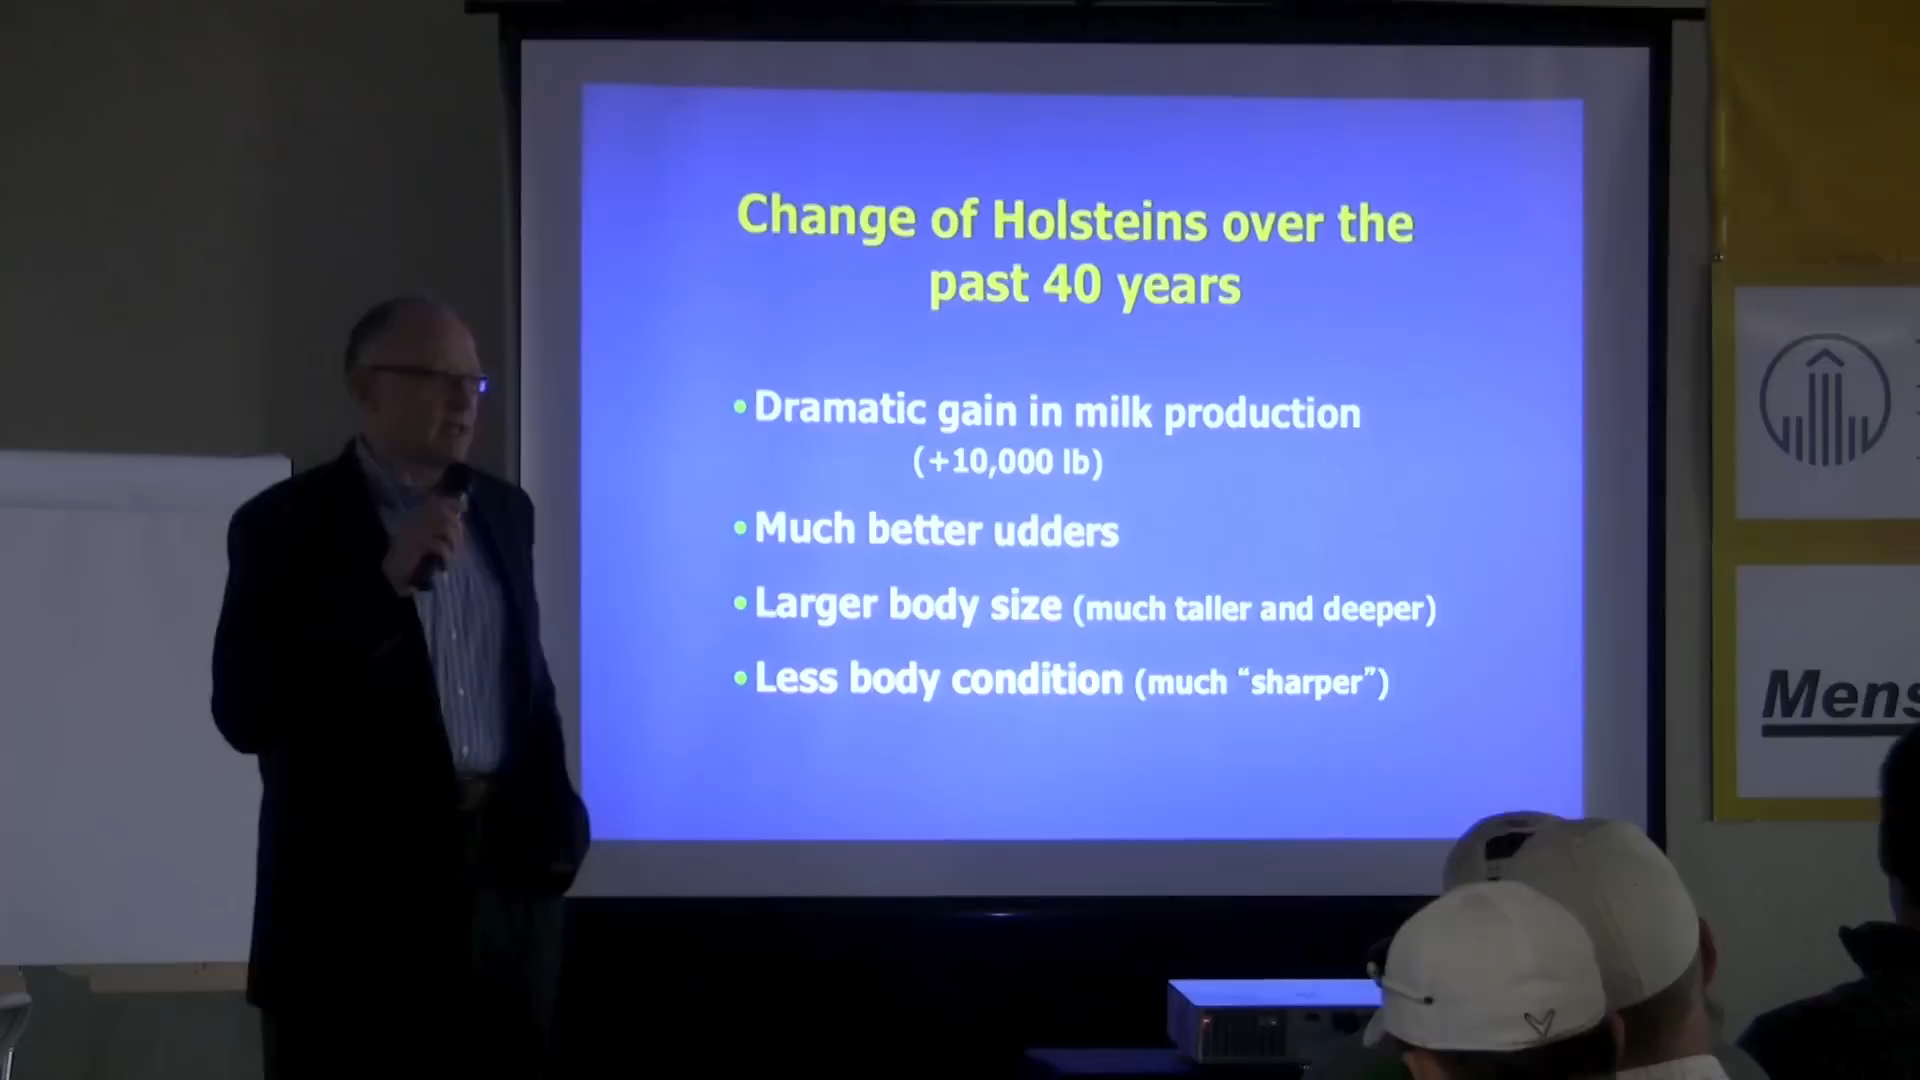 Change of Holsteins over the
past 40 years
• Dramatic gain in milk production
(+10,000 lb)
• Much better udders
• Larger body size (much taller and deeper)
• Less body condition (much “sharper”)
Mens